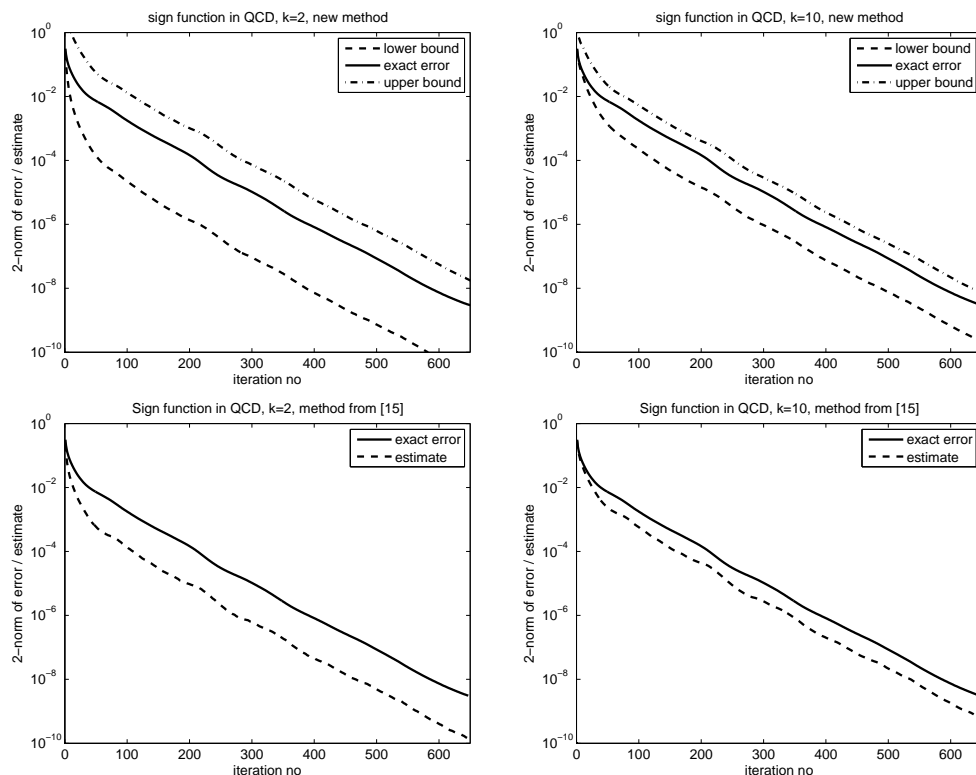 sign function in QCD, k=2, new method
10^0
10^-2
10^-4
10^-6
10^-8
10^-10
2−norm of error / estimate
lower bound
exact error
upper bound
0 100 200 300 400 500 600
iteration no
sign function in QCD, k=10, new method
10^0
10^-2
10^-4
10^-6
10^-8
10^-10
2−norm of error / estimate
lower bound
exact error
upper bound
0 100 200 300 400 500 600
iteration no
Sign function in QCD, k=2, method from [15]
10^0
10^-2
10^-4
10^-6
10^-8
10^-10
2−norm of error / estimate
exact error
estimate
0 100 200 300 400 500 600
iteration no
Sign function in QCD, k=10, method from [15]
10^0
10^-2
10^-4
10^-6
10^-8
10^-10
2−norm of error / estimate
exact error
estimate
0 100 200 300 400 500 600
iteration no